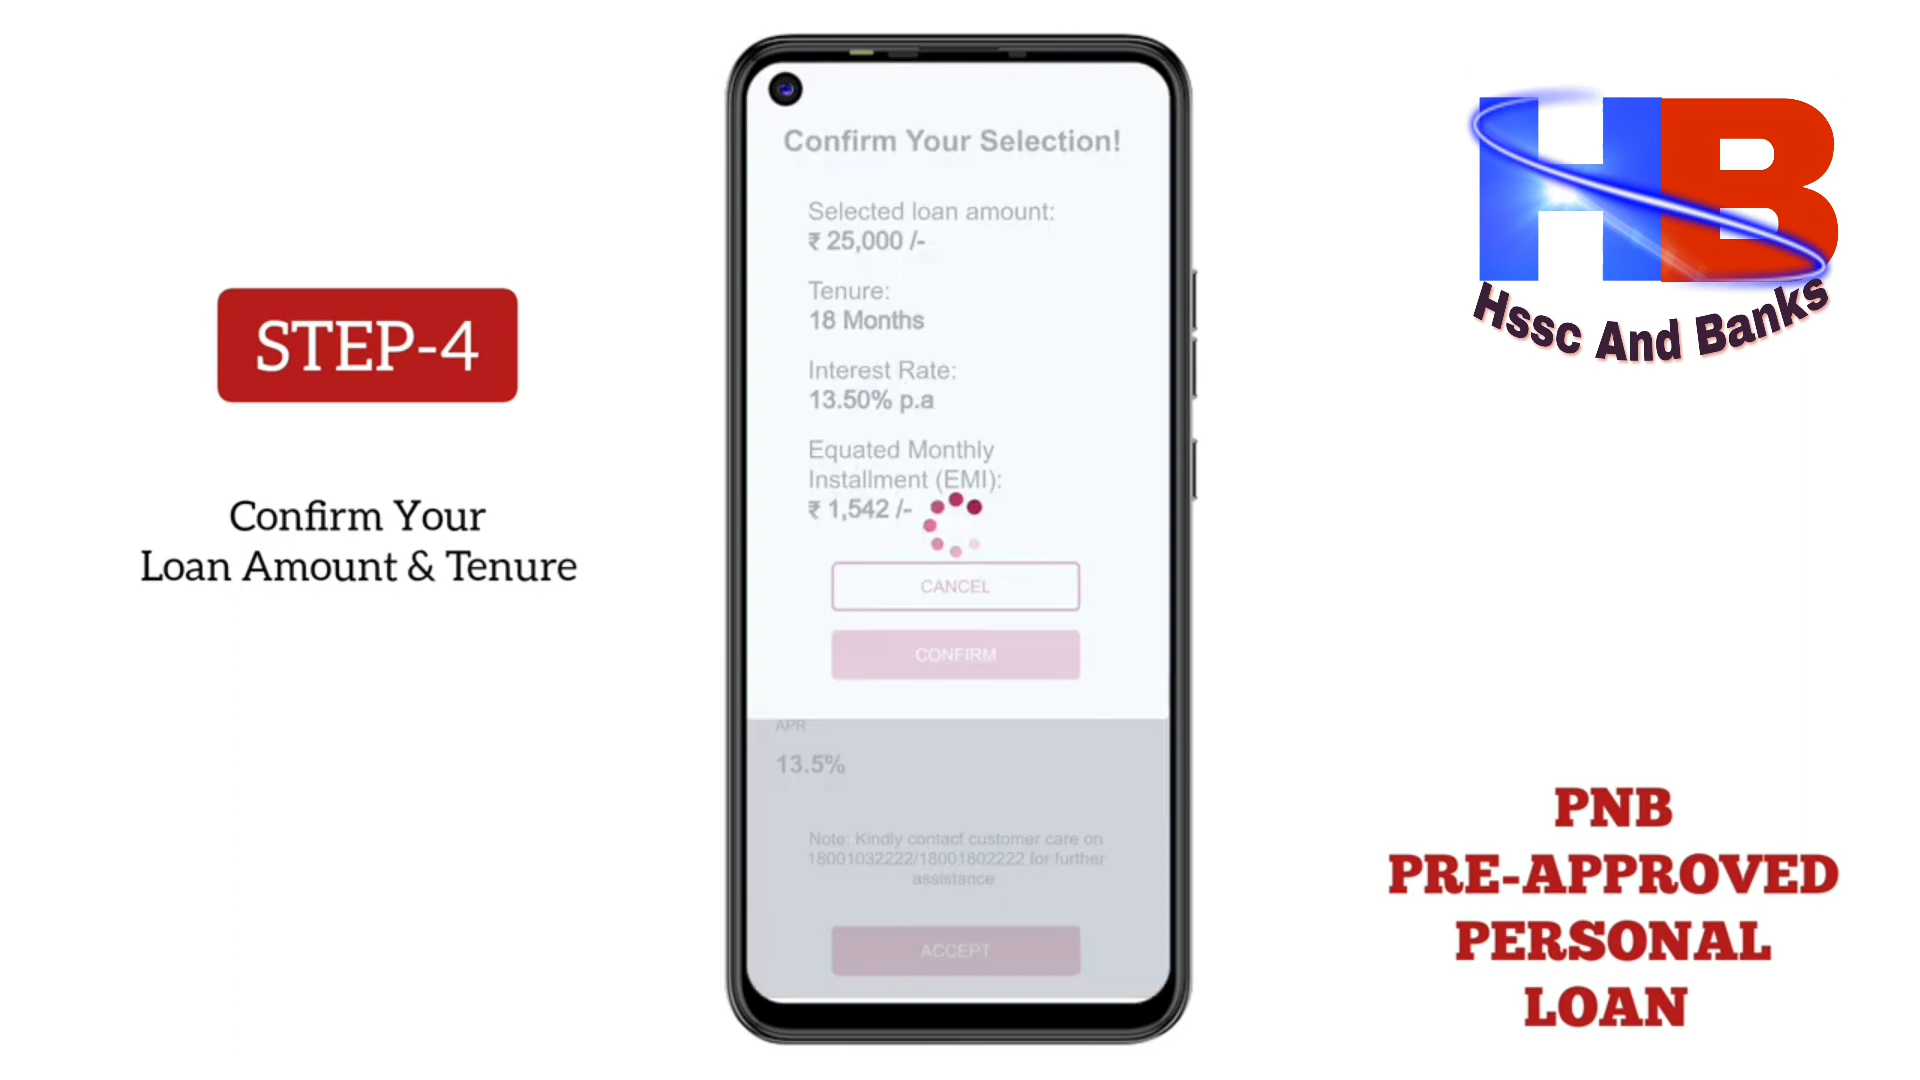 STEP-4
Confirm Your
Loan Amount & Tenure
Confirm Your Selection!
Selected loan amount:
₹ 25,000 /-
Tenure:
18 Months
Interest Rate:
13.50% p.a
Equated Monthly
Installment (EMI):
₹ 1,542 /-
CANCEL
CONFIRM
APR
13.5%
Note: Kindly contact customer care on
18001032222/18001802222 for further
assistance
ACCEPT
HB
Hssc And Banks
PNB
PRE-APPROVED
PERSONAL
LOAN